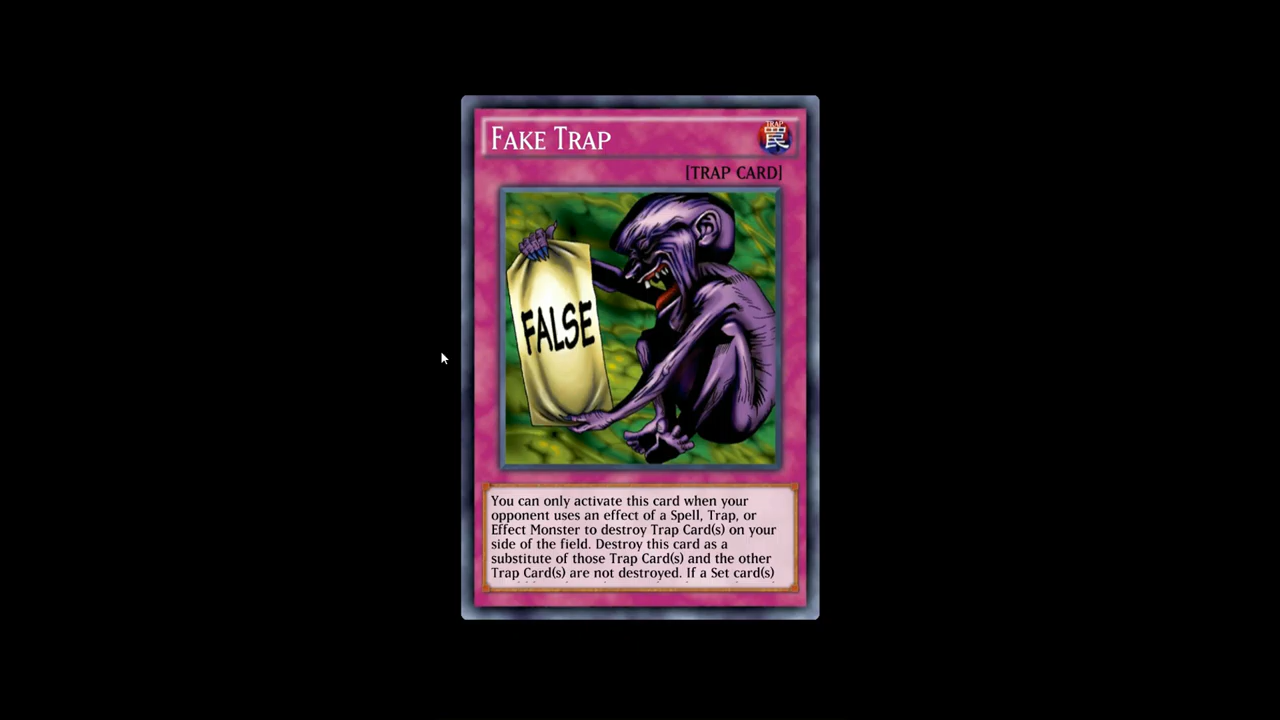 FAKE TRAP
TRAP
罠
[TRAP CARD]
FALSE
You can only activate this card when your
opponent uses an effect of a Spell, Trap, or
Effect Monster to destroy Trap Card(s) on your
side of the field. Destroy this card as a
substitute of those Trap Card(s) and the other
Trap Card(s) are not destroyed. If a Set card(s)